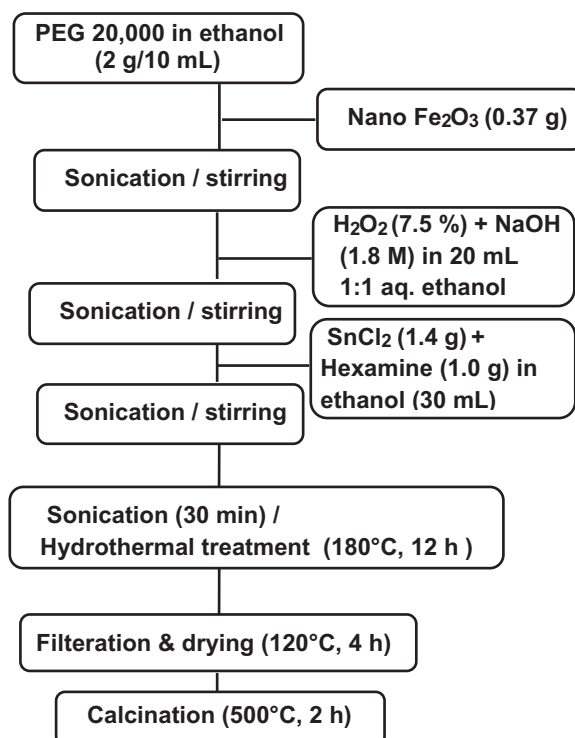 PEG 20,000 in ethanol
(2 g/10 mL)
Nano Fe₂O₃ (0.37 g)
Sonication / stirring
H₂O₂ (7.5 %) + NaOH
(1.8 M) in 20 mL
1:1 aq. ethanol
Sonication / stirring
SnCl₂ (1.4 g) +
Hexamine (1.0 g) in
ethanol (30 mL)
Sonication / stirring
Sonication (30 min) /
Hydrothermal treatment (180°C, 12 h )
Filteration & drying (120°C, 4 h)
Calcination (500°C, 2 h)